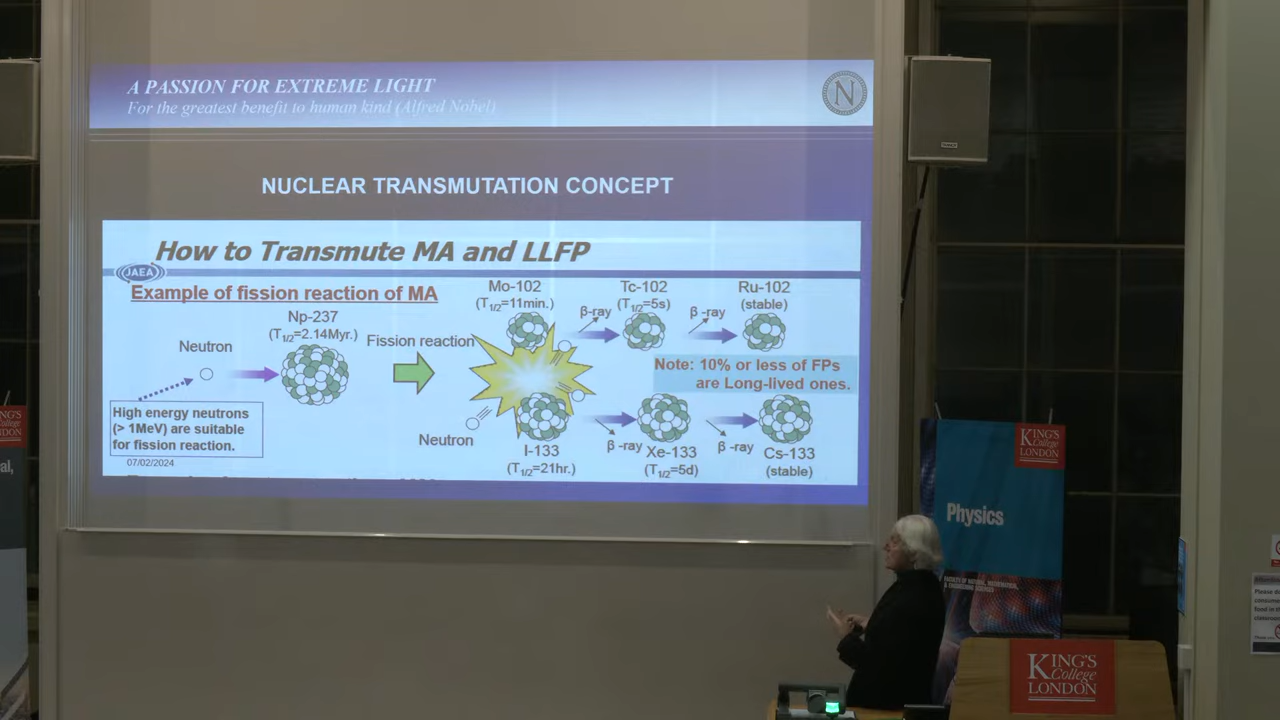 A PASSION FOR EXTREME LIGHT
For the greatest benefit to human kind (Alfred Nobel)
N
NUCLEAR TRANSMUTATION CONCEPT
How to Transmute MA and LLFP
JAEA
Example of fission reaction of MA
Mo-102
(T1/2=11min.)
β-ray
Tc-102
(T1/2=5s)
β -ray
Ru-102
(stable)
Np-237
(T1/2=2.14Myr.)
Neutron
Fission reaction
Note: 10% or less of FPs
are Long-lived ones.
High energy neutrons
(> 1MeV) are suitable
for fission reaction.
Neutron
I-133
(T1/2=21hr.)
β -ray
Xe-133
(T1/2=5d)
β -ray
Cs-133
(stable)
07/02/2024
KING'S
College
LONDON
Physics
KING'S
College
LONDON